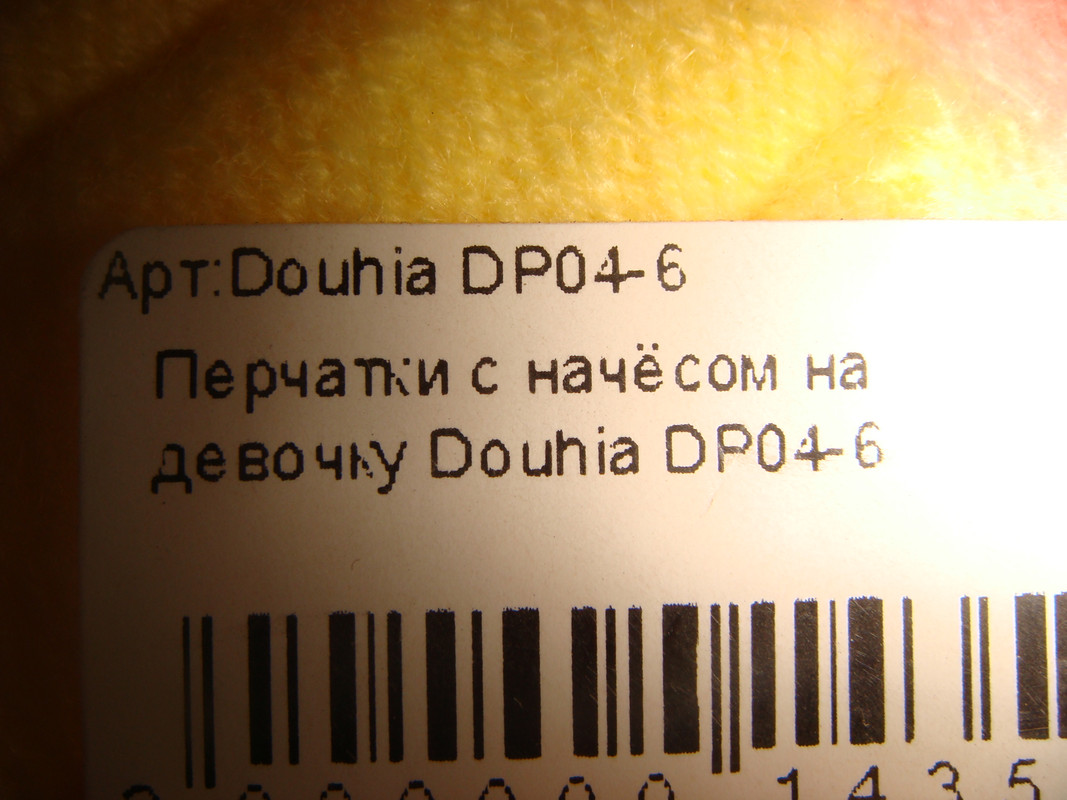 Арт:Douhia DP04-6
Перчатки с начёсом на
девочку Douhia DP04-6